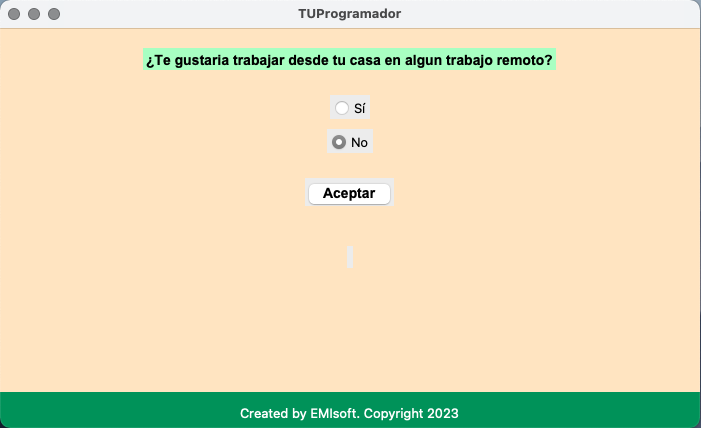 TUProgramador
¿Te gustaria trabajar desde tu casa en algun trabajo remoto?
Sí
No
Aceptar
Created by EMIsoft. Copyright 2023